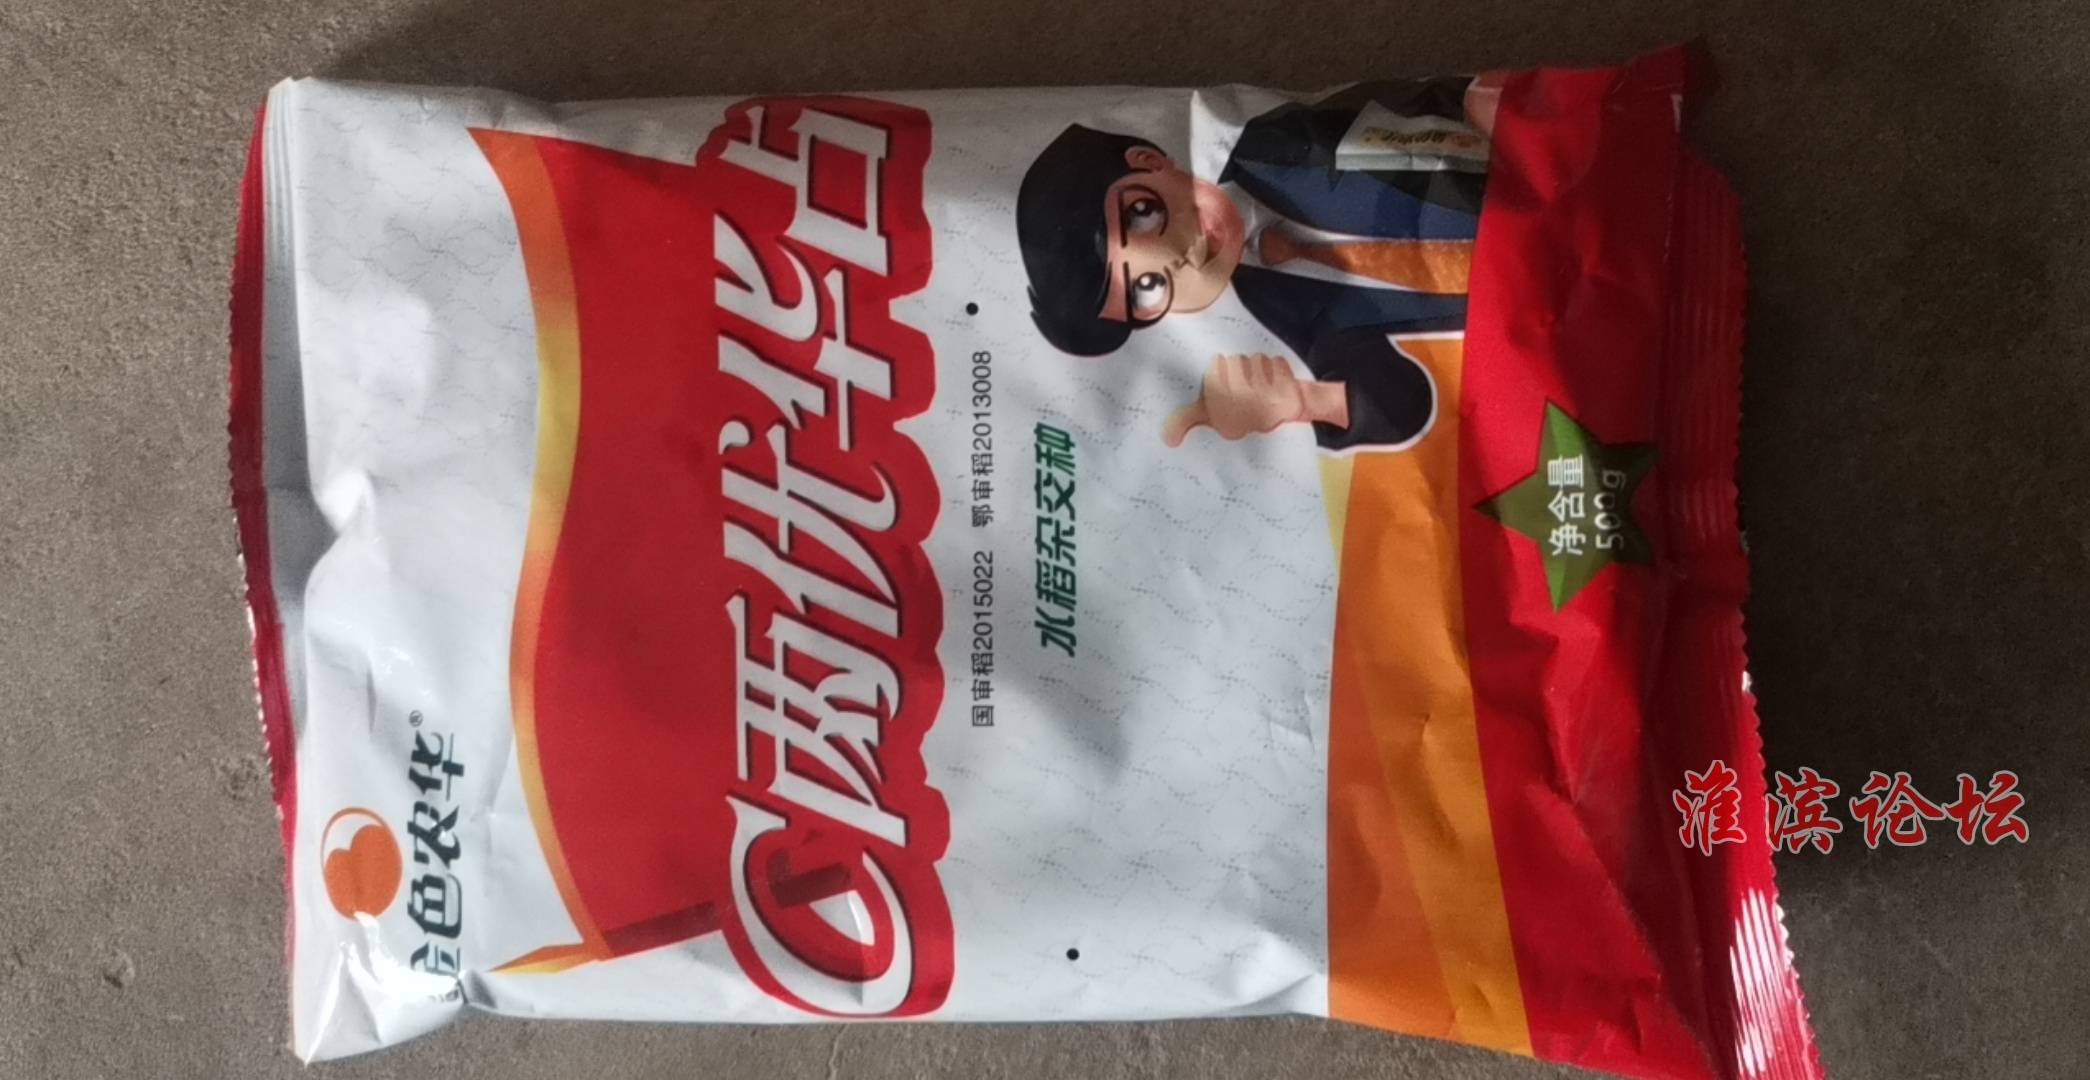 金色农华®
C两优华占
国审稻2015022 鄂审稻2013008
水稻杂交种
净含量
500g
淮滨论坛